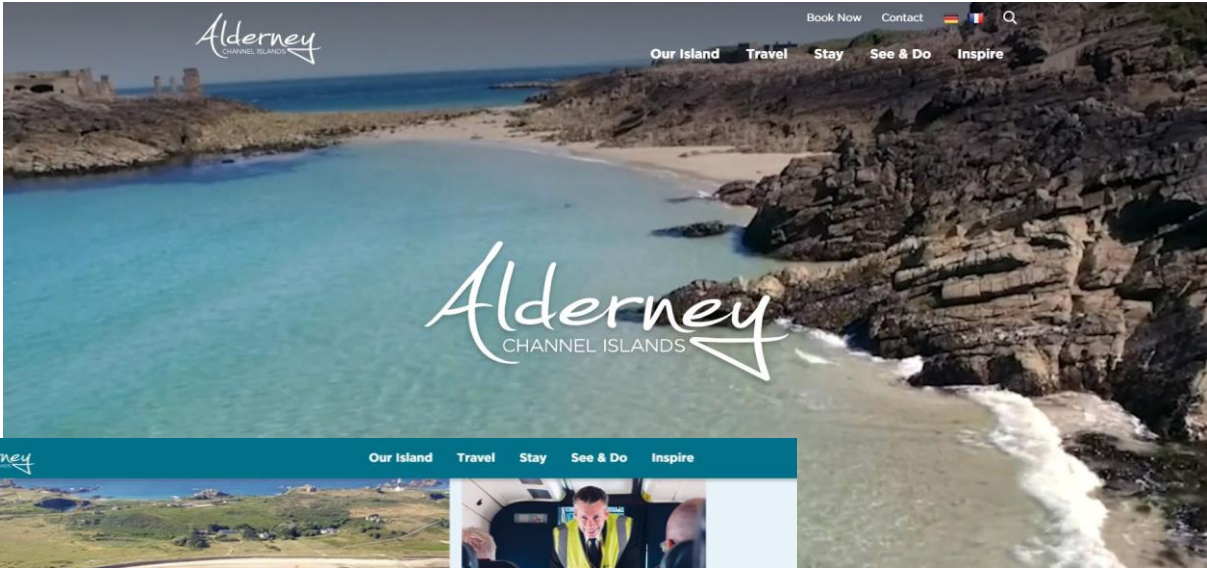 Alderney
CHANNEL ISLANDS
Book Now Contact
Our Island Travel Stay See & Do Inspire
Alderney
CHANNEL ISLANDS
ney
Our Island Travel Stay See & Do Inspire